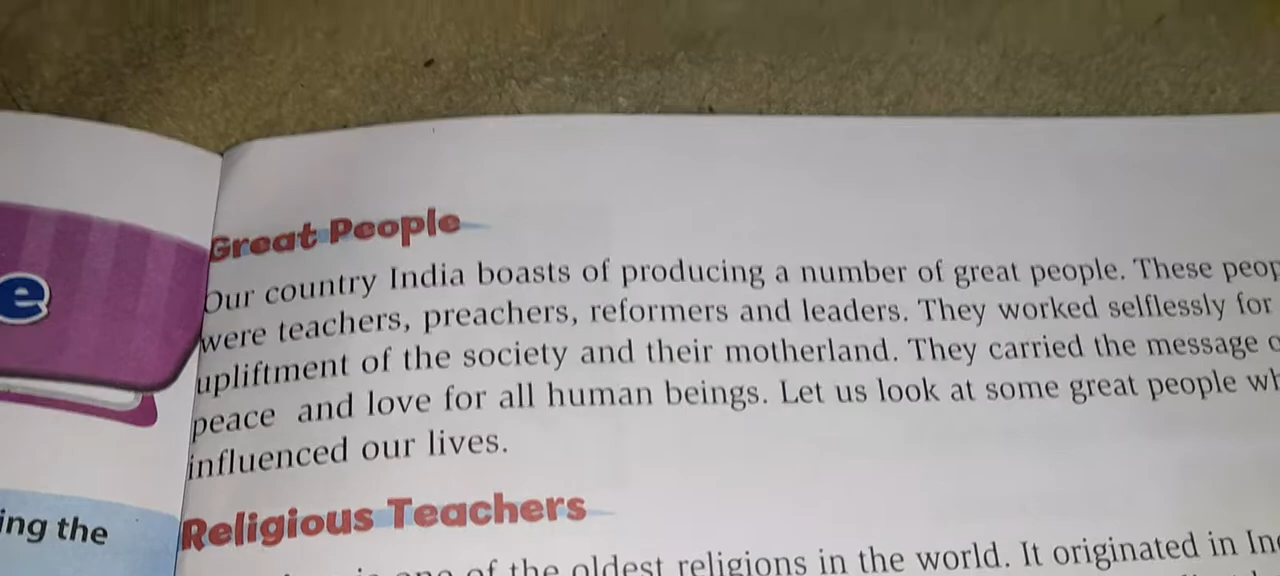 e
ing the
Great People
Our country India boasts of producing a number of great people. These
were teachers, preachers, reformers and leaders. They worked selflessly for
upliftment of the society and their motherland. They carried the message
peace and love for all human beings. Let us look at some great people
influenced our lives.
Religious Teachers
one of the oldest religions in the world. It originated in